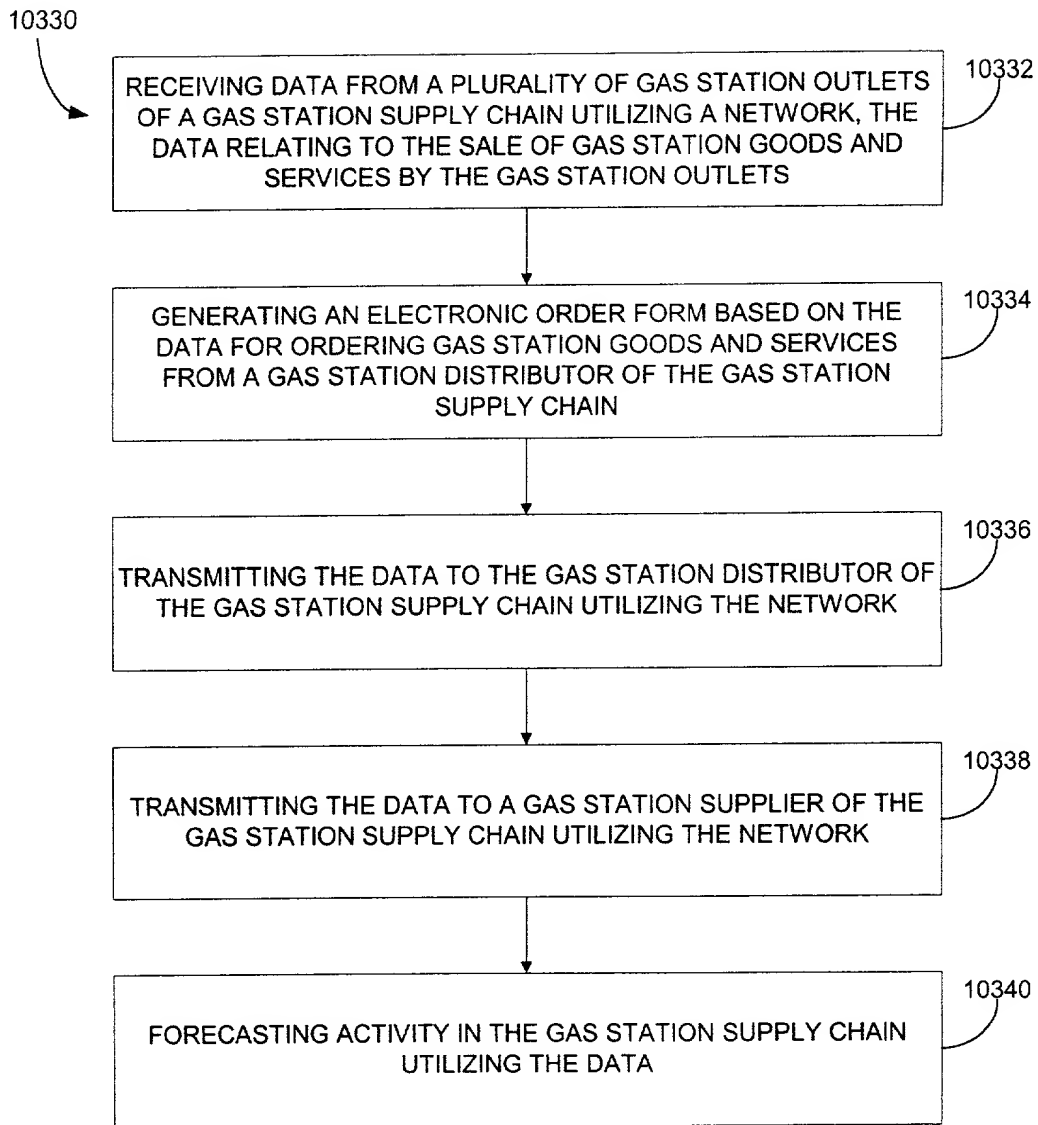 10330
RECEIVING DATA FROM A PLURALITY OF GAS STATION OUTLETS
OF A GAS STATION SUPPLY CHAIN UTILIZING A NETWORK, THE
DATA RELATING TO THE SALE OF GAS STATION GOODS AND
SERVICES BY THE GAS STATION OUTLETS
10332
GENERATING AN ELECTRONIC ORDER FORM BASED ON THE
DATA FOR ORDERING GAS STATION GOODS AND SERVICES
FROM A GAS STATION DISTRIBUTOR OF THE GAS STATION
SUPPLY CHAIN
10334
TRANSMITTING THE DATA TO THE GAS STATION DISTRIBUTOR OF
THE GAS STATION SUPPLY CHAIN UTILIZING THE NETWORK
10336
TRANSMITTING THE DATA TO A GAS STATION SUPPLIER OF THE
GAS STATION SUPPLY CHAIN UTILIZING THE NETWORK
10338
FORECASTING ACTIVITY IN THE GAS STATION SUPPLY CHAIN
UTILIZING THE DATA
10340